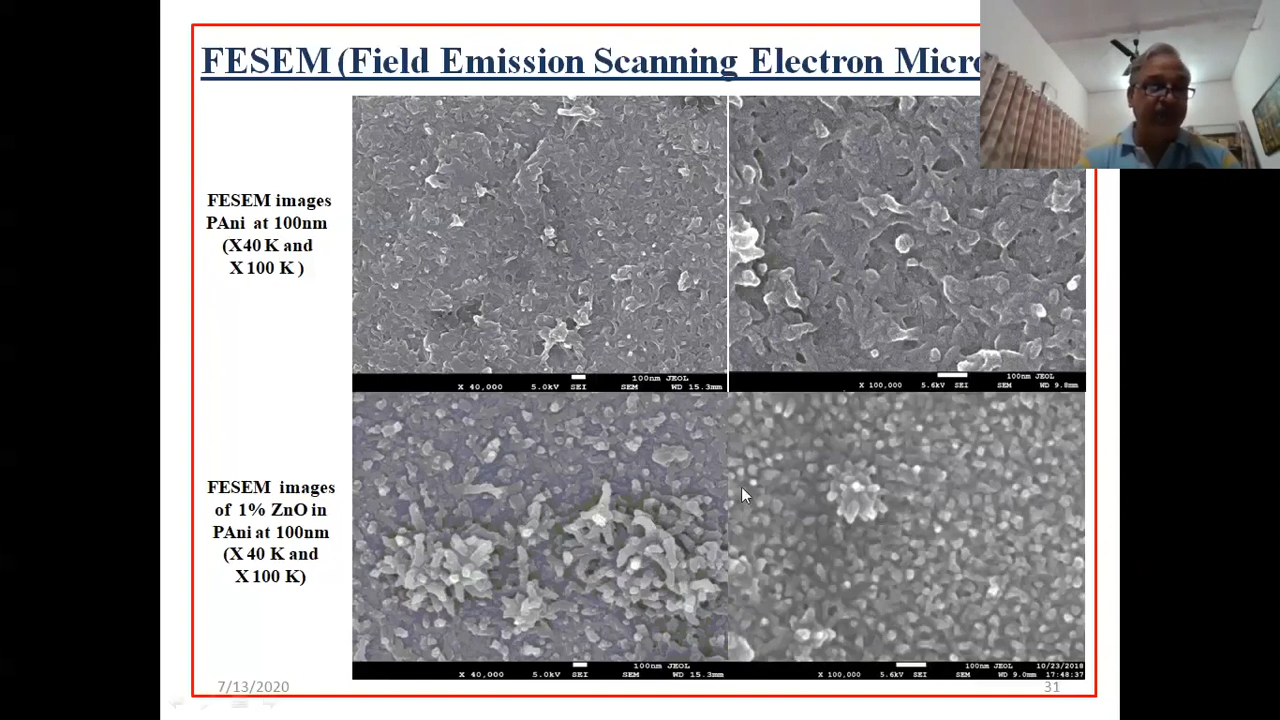 FESEM (Field Emission Scanning Electron Micro
FESEM images
PAni at 100nm
(X40 K and
X 100 K )
X 40,000 5.0kV SEI 100nm JEOL
SEM WD 15.3mm
X 100,000 5.6kV SEI 100nm JEOL
SEM WD 9.8mm
FESEM images
of 1% ZnO in
PAni at 100nm
(X 40 K and
X 100 K)
X 40,000 5.0kV SEI 100nm JEOL
SEM WD 15.3mm
X 100,000 5.6kV SEI 100nm JEOL 10/23/2018
SEM WD 9.0mm 17:48:37
7/13/2020
31